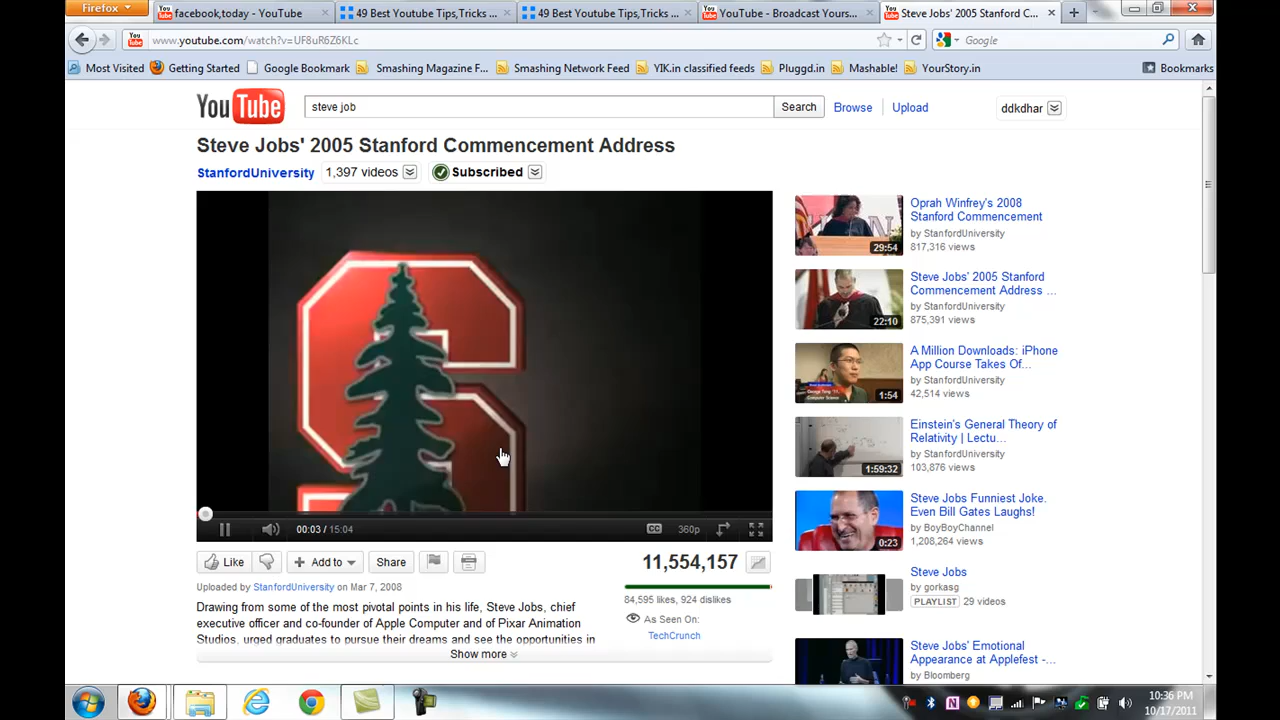 Firefox
facebook,today - YouTube
49 Best Youtube Tips,Tricks ...
49 Best Youtube Tips,Tricks ...
YouTube - Broadcast Yours...
Steve Jobs' 2005 Stanford C...
www.youtube.com/watch?v=UF8uR6Z6KLc
Google
Most Visited
Getting Started
Google Bookmark
Smashing Magazine F...
Smashing Network Feed
YIK.in classified feeds
Pluggd.in
Mashable!
YourStory.in
Bookmarks
YouTube
steve job
Search
Browse
Upload
ddkdhar
Steve Jobs' 2005 Stanford Commencement Address
StanfordUniversity 1,397 videos Subscribed
00:03 / 15:04
CC
360p
Like
Add to
Share
11,554,157
Uploaded by StanfordUniversity on Mar 7, 2008
Drawing from some of the most pivotal points in his life, Steve Jobs, chief
executive officer and co-founder of Apple Computer and of Pixar Animation
Studios, urged graduates to pursue their dreams and see the opportunities in
Show more
84,595 likes, 924 dislikes
As Seen On:
TechCrunch
29:54
Oprah Winfrey's 2008
Stanford Commencement
by StanfordUniversity
817,316 views
22:10
Steve Jobs' 2005 Stanford
Commencement Address ...
by StanfordUniversity
875,391 views
1:54
A Million Downloads: iPhone
App Course Takes Of...
by StanfordUniversity
42,514 views
1:59:32
Einstein's General Theory of
Relativity | Lectu...
by StanfordUniversity
103,876 views
0:23
Steve Jobs Funniest Joke.
Even Bill Gates Laughs!
by BoyBoyChannel
1,208,264 views
Steve Jobs
by gorkasg
PLAYLIST 29 videos
Steve Jobs' Emotional
Appearance at Applefest -...
by Bloomberg
10:36 PM
10/17/2011